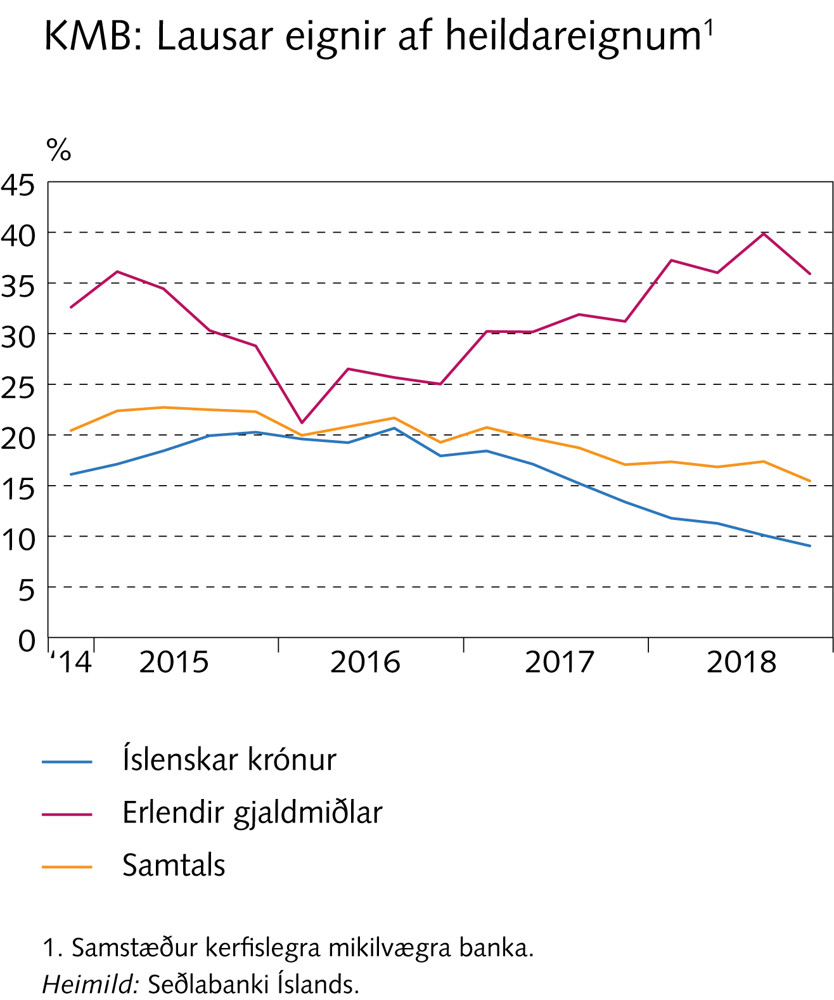 KMB: Lausar eignir af heildareignum¹
%
45
40
35
30
25
20
15
10
5
0
‘14 2015 2016 2017 2018
Íslenskar krónur
Erlendir gjaldmiðlar
Samtals
1. Samstæður kerfislegra mikilvægra banka.
Heimild: Seðlabanki Íslands.